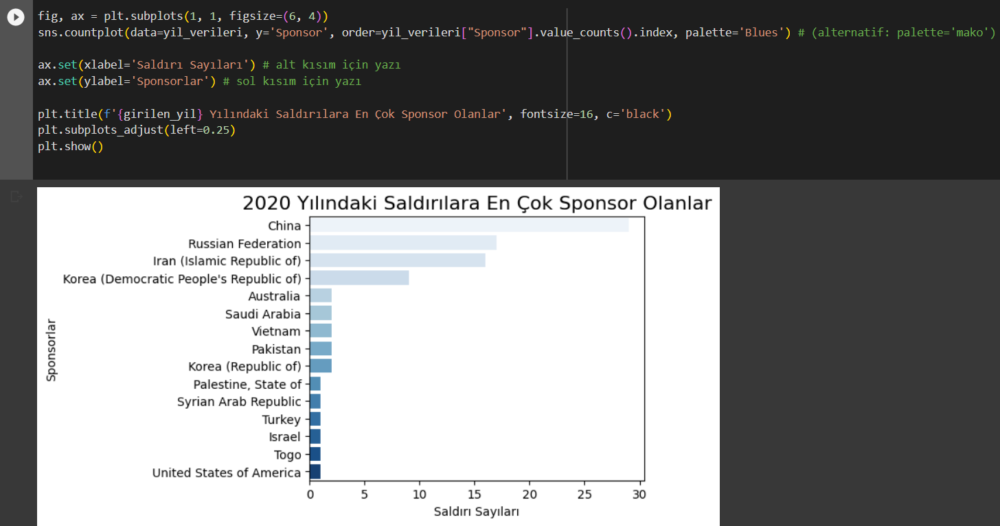 fig, ax = plt.subplots(1, 1, figsize=(6, 4))
sns.countplot(data=yil_verileri, y='Sponsor', order=yil_verileri["Sponsor"].value_counts().index, palette='Blues') # (alternatif: palette='mako')
ax.set(xlabel='Saldırı Sayıları') # alt kısım için yazı
ax.set(ylabel='Sponsorlar') # sol kısım için yazı
plt.title(f'{girilen_yil} Yılındaki Saldırılara En Çok Sponsor Olanlar', fontsize=16, c='black')
plt.subplots_adjust(left=0.25)
plt.show()
2020 Yılındaki Saldırılara En Çok Sponsor Olanlar
China
Russian Federation
Iran (Islamic Republic of)
Korea (Democratic People's Republic of)
Australia
Saudi Arabia
Vietnam
Pakistan
Korea (Republic of)
Palestine, State of
Syrian Arab Republic
Turkey
Israel
Togo
United States of America
Sponsorlar
0 5 10 15 20 25 30
Saldırı Sayıları